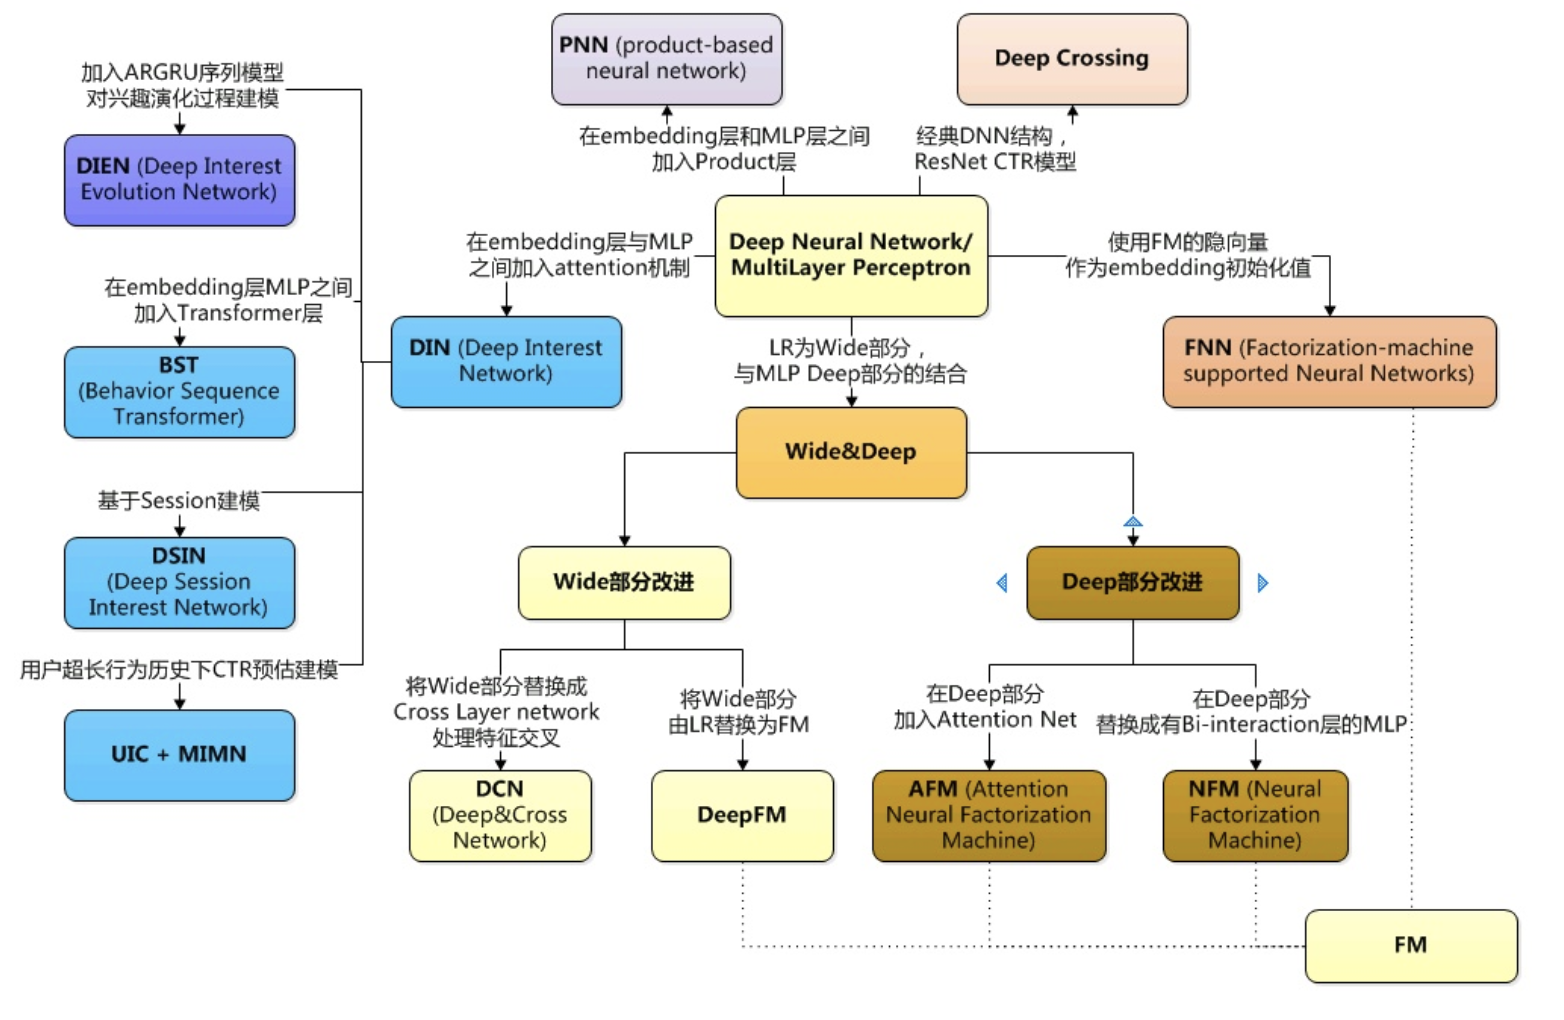 PNN (product-based
neural network)
Deep Crossing
加入ARGRU序列模型
对兴趣演化过程建模
在embedding层和MLP层之间
加入Product层
经典DNN结构，
ResNet CTR模型
DIEN (Deep Interest
Evolution Network)
在embedding层与MLP
之间加入attention机制
Deep Neural Network/
MultiLayer Perceptron
使用FM的隐向量
作为embedding初始化值
在embedding层MLP之间
加入Transformer层
DIN (Deep Interest
Network)
LR为Wide部分，
与MLP Deep部分的结合
FNN (Factorization-machine
supported Neural Networks)
BST
(Behavior Sequence
Transformer)
Wide&Deep
基于Session建模
DSIN
(Deep Session
Interest Network)
Wide部分改进
Deep部分改进
用户超长行为历史下CTR预估建模
将Wide部分替换成
Cross Layer network
处理特征交叉
将Wide部分
由LR替换为FM
在Deep部分
加入Attention Net
在Deep部分
替换成有Bi-interaction层的MLP
UIC + MIMN
DCN
(Deep&Cross
Network)
DeepFM
AFM (Attention
Neural Factorization
Machine)
NFM (Neural
Factorization
Machine)
FM